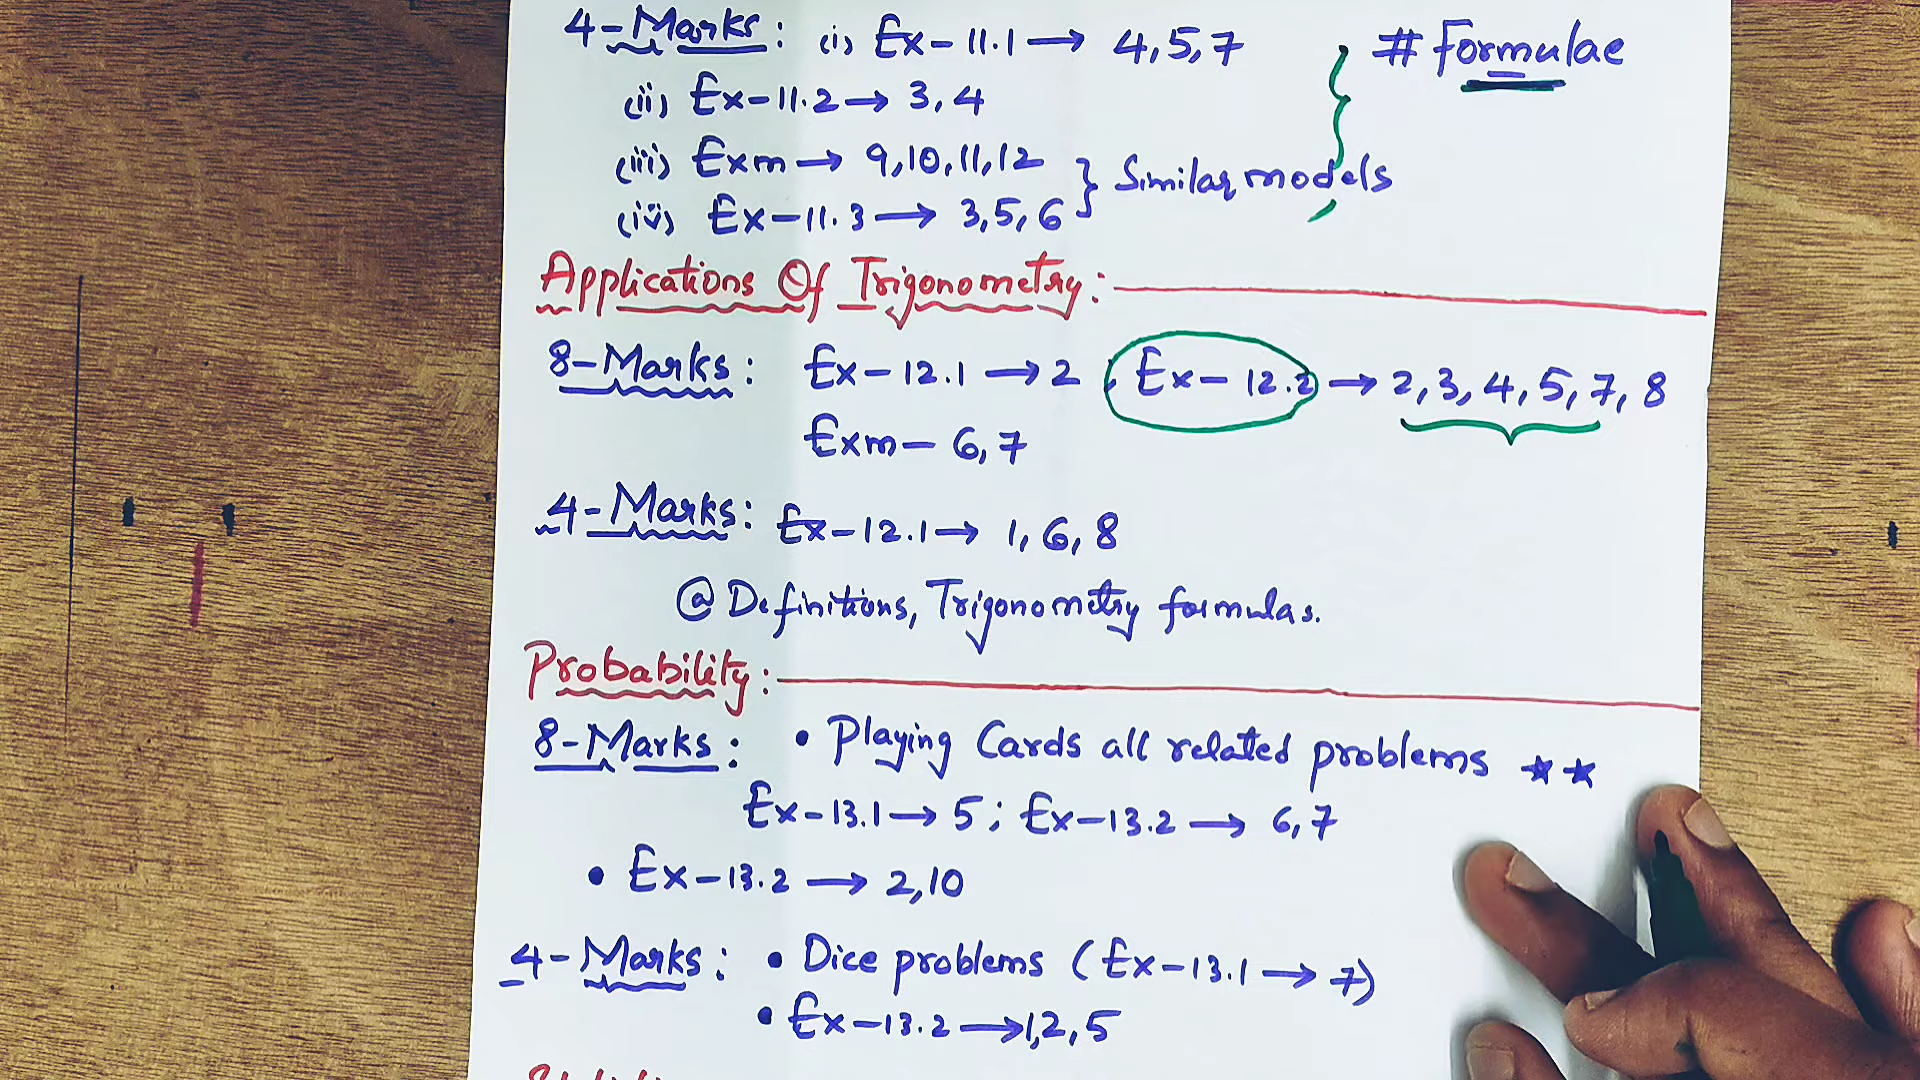 4-Marks: (i) Ex-11.1 → 4,5,7 # Formulae
(ii) Ex-11.2 → 3,4
(iii) Exm → 9,10,11,12 } Similar models
(iv) Ex-11.3 → 3,5,6
Applications Of Trigonometry:
8-Marks: Ex-12.1 → 2, Ex-12.2 → 2,3,4,5,7,8
Exm-6,7
4-Marks: Ex-12.1 → 1,6,8
@ Definitions, Trigonometry formulas.
Probability:
8-Marks: • Playing Cards all related problems ★★
Ex-13.1 → 5; Ex-13.2 → 6,7
• Ex-13.2 → 2,10
4-Marks: • Dice problems (Ex-13.1 → 7)
• Ex-13.2 → 1,2,5